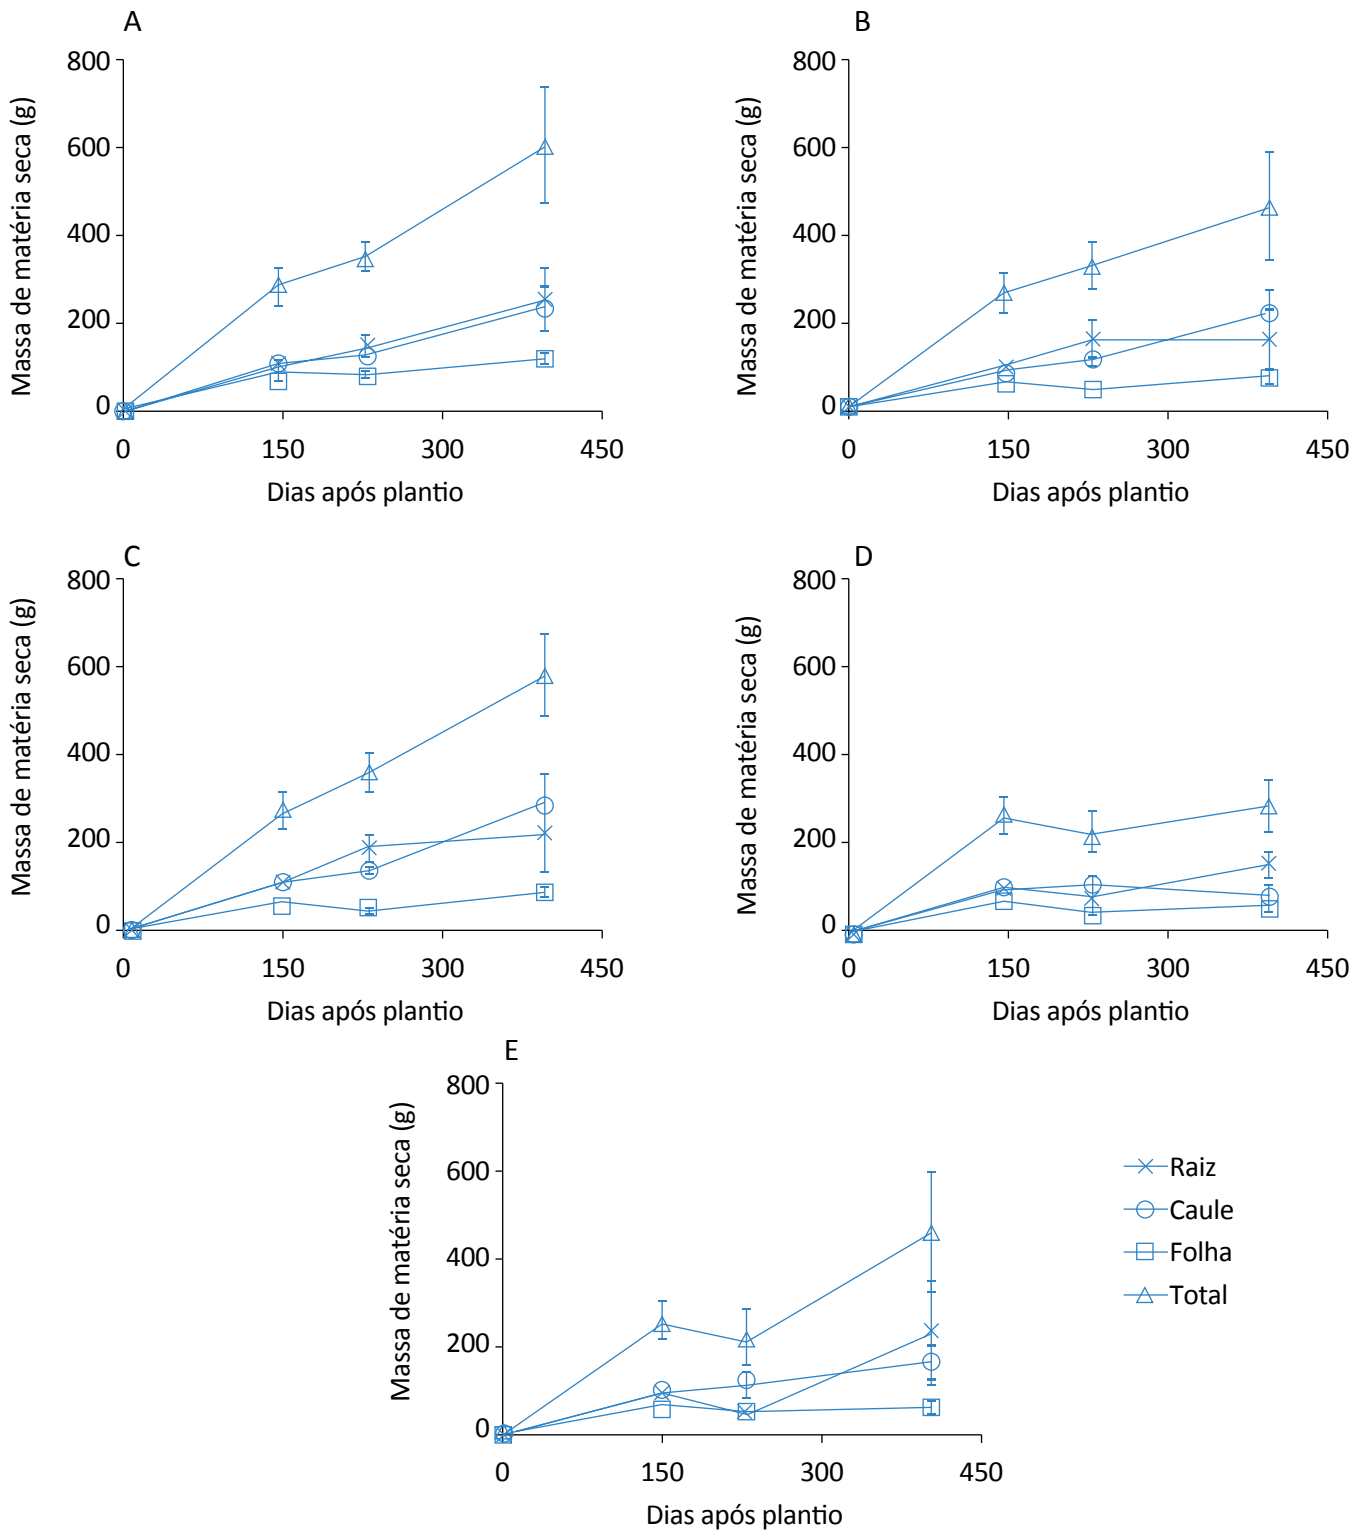 A
Massa de matéria seca (g)
800
600
400
200
0
0 150 300 450
Dias após plantio
B
Massa de matéria seca (g)
800
600
400
200
0
0 150 300 450
Dias após plantio
C
Massa de matéria seca (g)
800
600
400
200
0
0 150 300 450
Dias após plantio
D
Massa de matéria seca (g)
800
600
400
200
0
0 150 300 450
Dias após plantio
E
Massa de matéria seca (g)
800
600
400
200
0
0 150 300 450
Dias após plantio
Raiz
Caule
Folha
Total